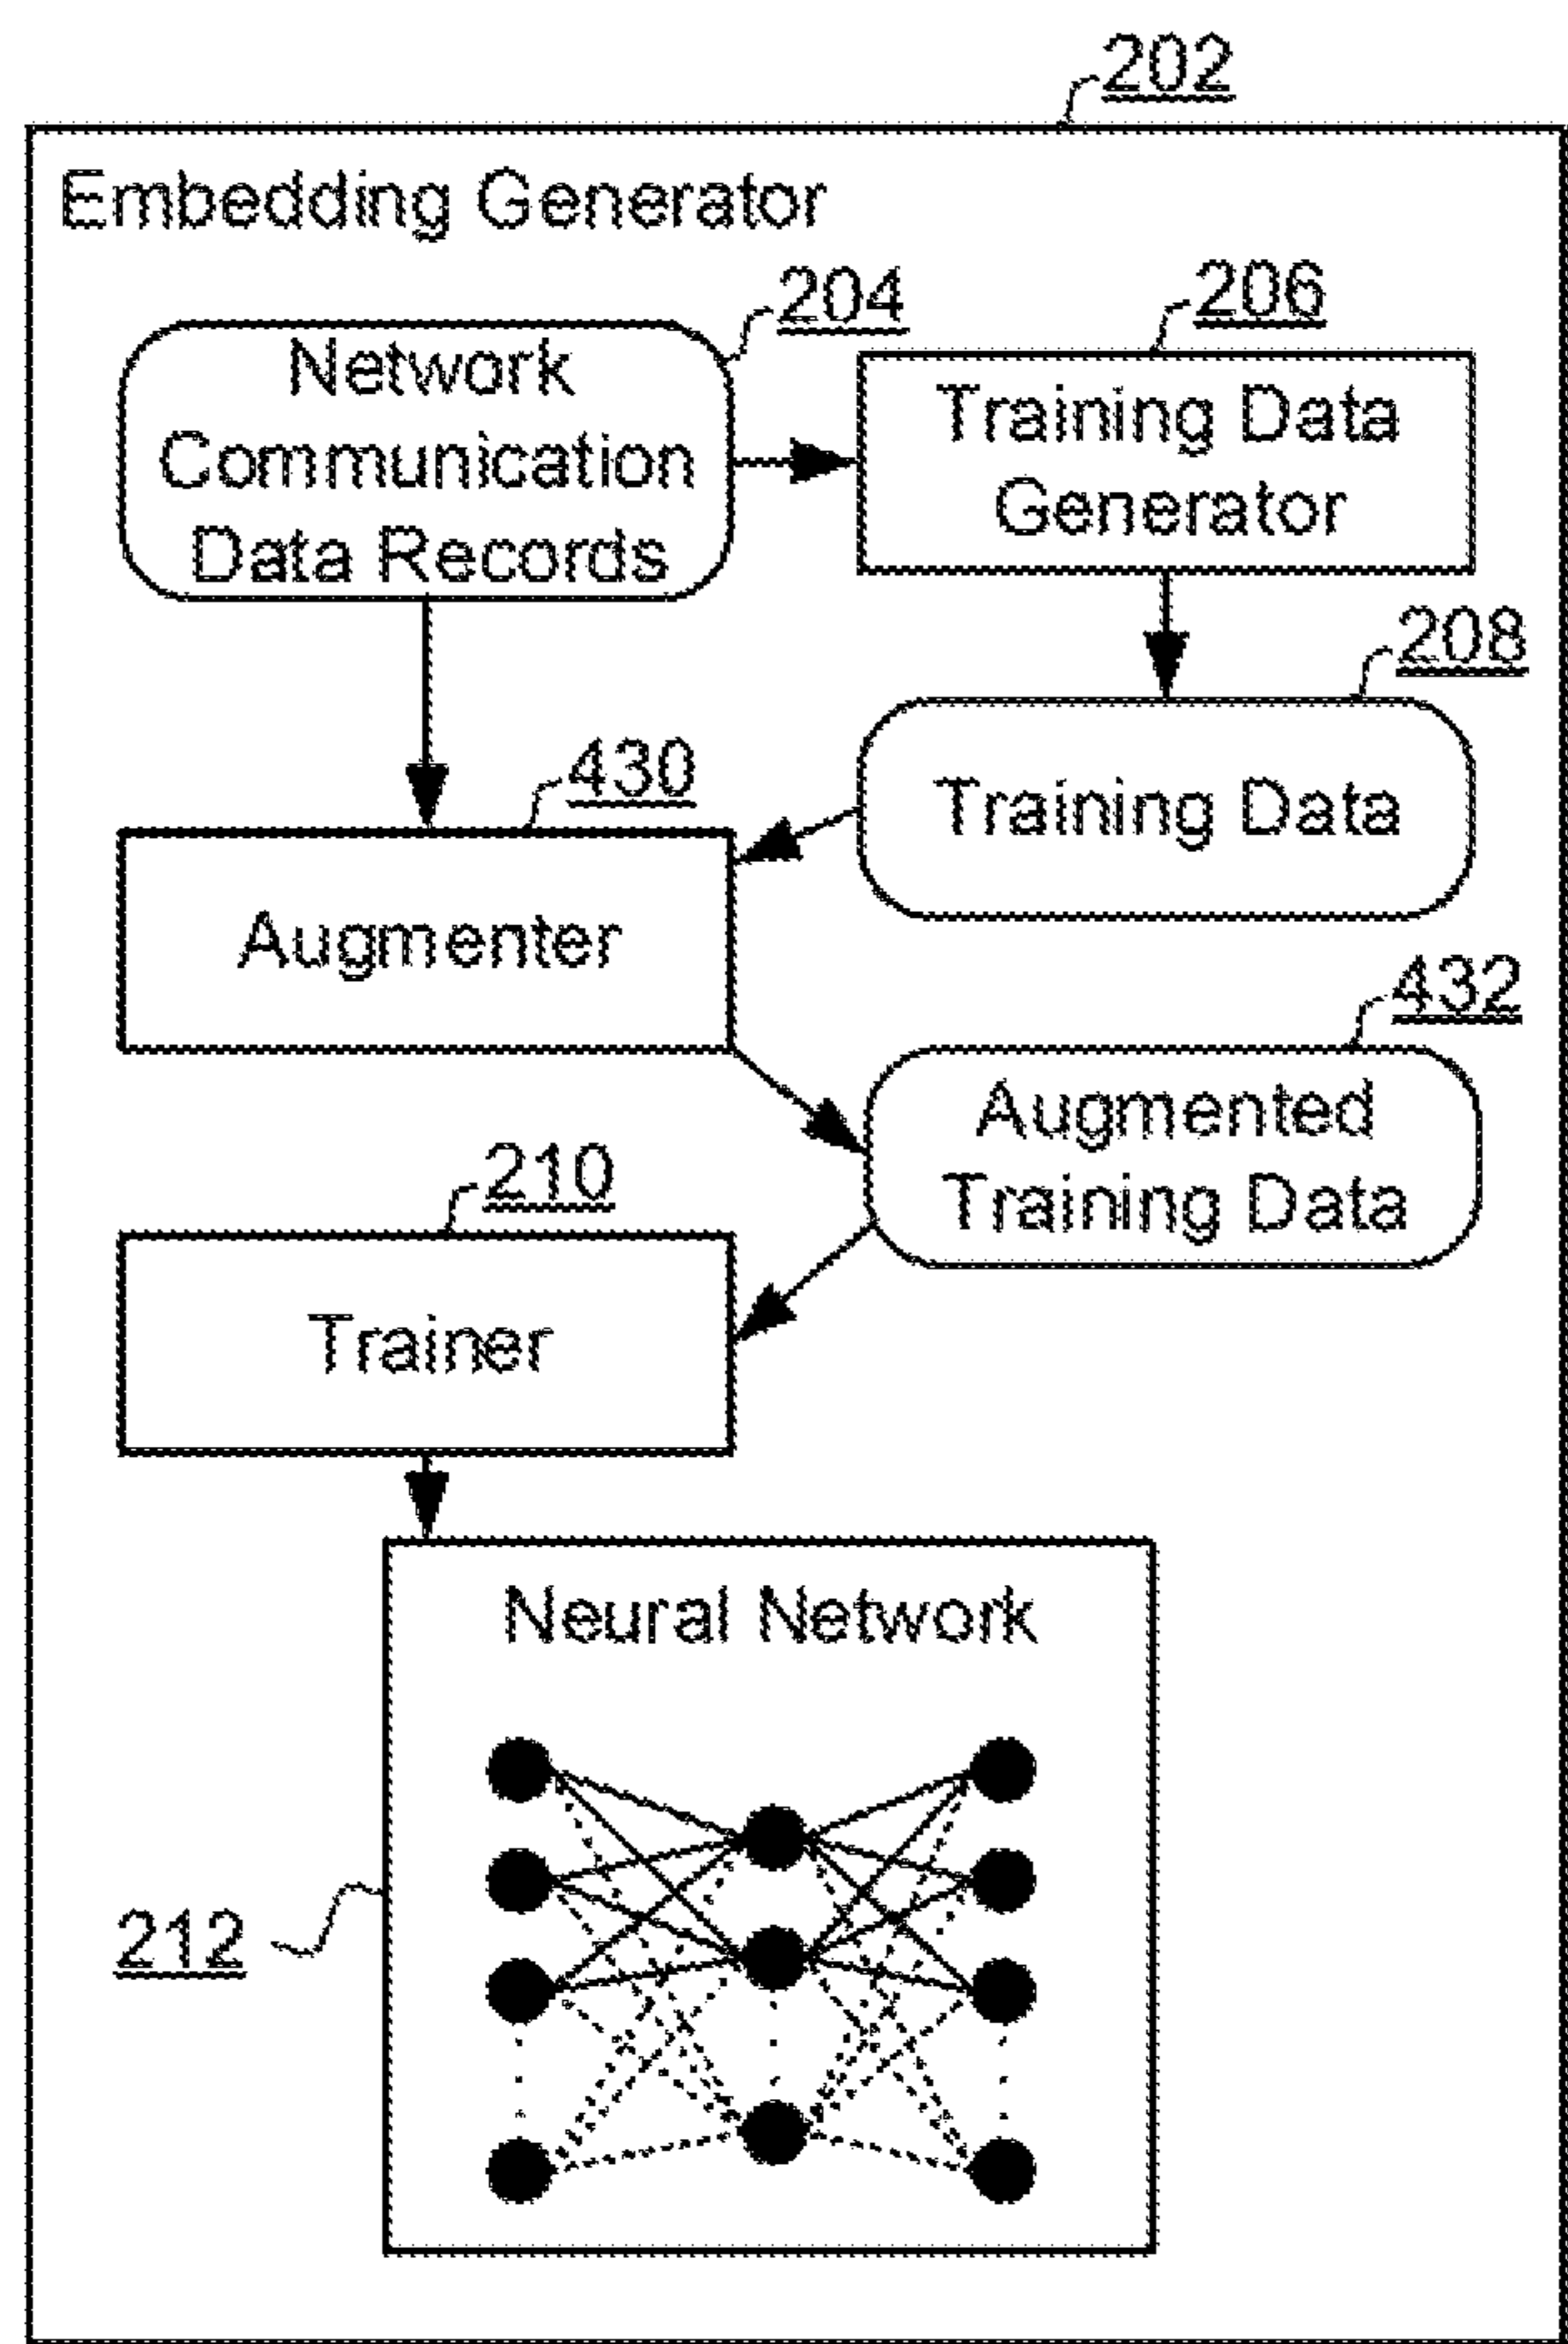 202
Embedding Generator
204
Network
Communication
Data Records
206
Training Data
Generator
208
Training Data
430
Augmenter
432
Augmented
Training Data
210
Trainer
Neural Network
212